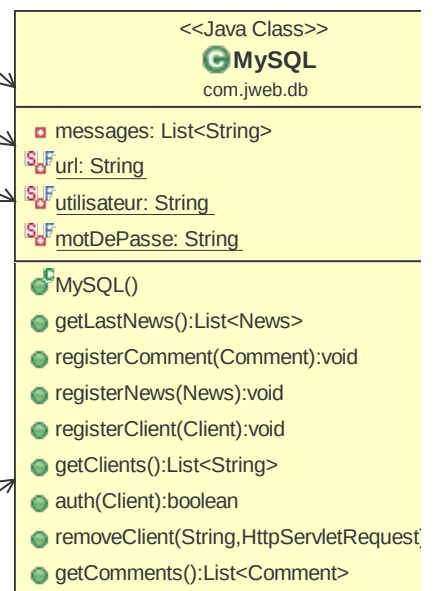 <<Java Class>>
C MySQL
com.jweb.db
messages: List<String>
S F url: String
S F utilisateur: String
S F motDePasse: String
C MySQL()
getLastNews():List<News>
registerComment(Comment):void
registerNews(News):void
registerClient(Client):void
getClients():List<String>
auth(Client):boolean
removeClient(String,HttpServletRequest)
getComments():List<Comment>